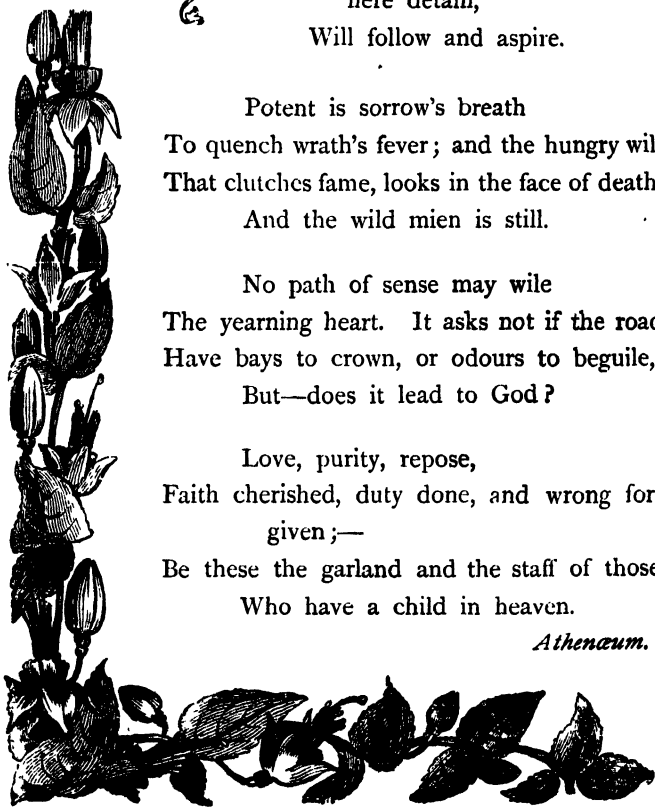 here detain,
Will follow and aspire.
Potent is sorrow's breath
To quench wrath's fever; and the hungry wil
That clutches fame, looks in the face of death
And the wild mien is still.
No path of sense may wile
The yearning heart. It asks not if the road
Have bays to crown, or odours to beguile,
But—does it lead to God?
Love, purity, repose,
Faith cherished, duty done, and wrong for
given;—
Be these the garland and the staff of those
Who have a child in heaven.
Athenæum.